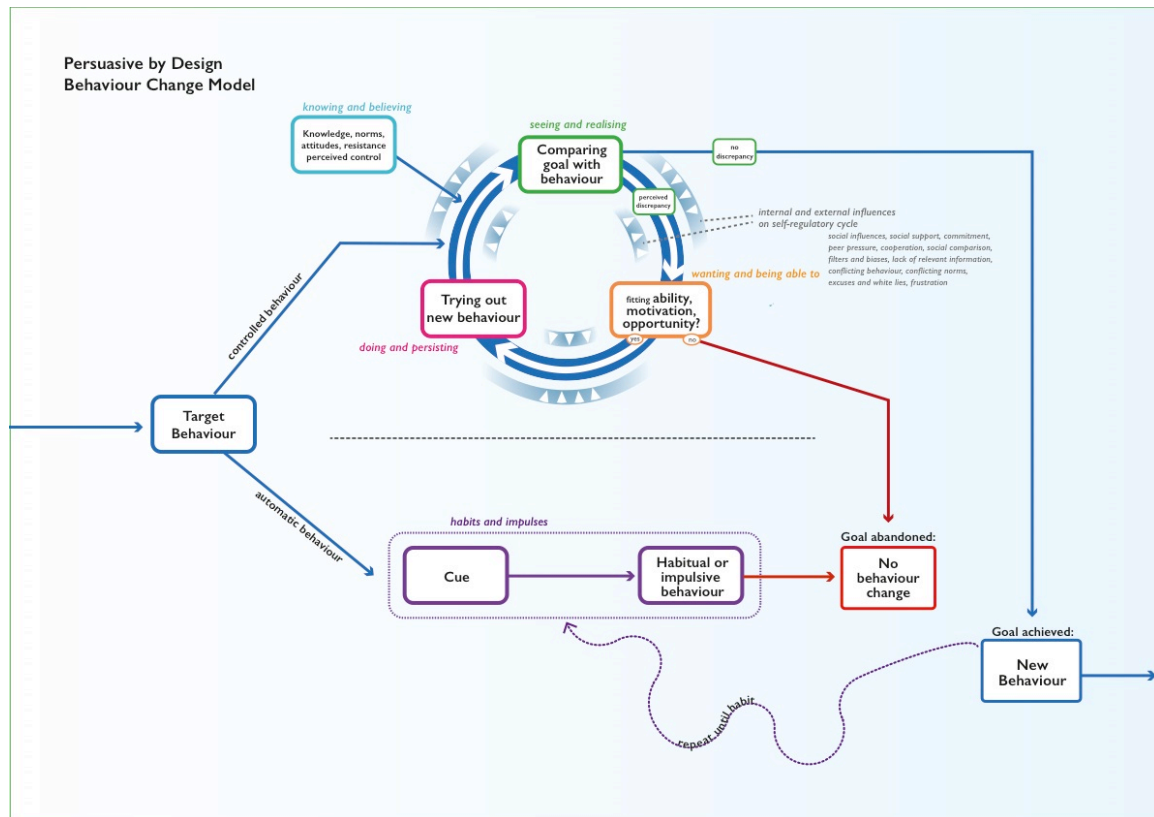 Persuasive by Design
Behaviour Change Model
knowing and believing
Knowledge, norms,
attitudes, resistance
perceived control
seeing and realising
Comparing
goal with
behaviour
no
discrepancy
perceived
discrepancy
internal and external influences
on self-regulatory cycle
social influences, social support, commitment,
peer pressure, cooperation, social comparison,
filters and biases, lack of relevant information,
conflicting behaviour, conflicting norms,
excuses and white lies, frustration
wanting and being able to
fitting ability,
motivation,
opportunity?
yes
no
Trying out
new behaviour
doing and persisting
controlled behaviour
Target
Behaviour
automatic behaviour
habits and impulses
Cue
Habitual or
impulsive
behaviour
Goal abandoned:
No
behaviour
change
Goal achieved:
New
Behaviour
repeat until habit